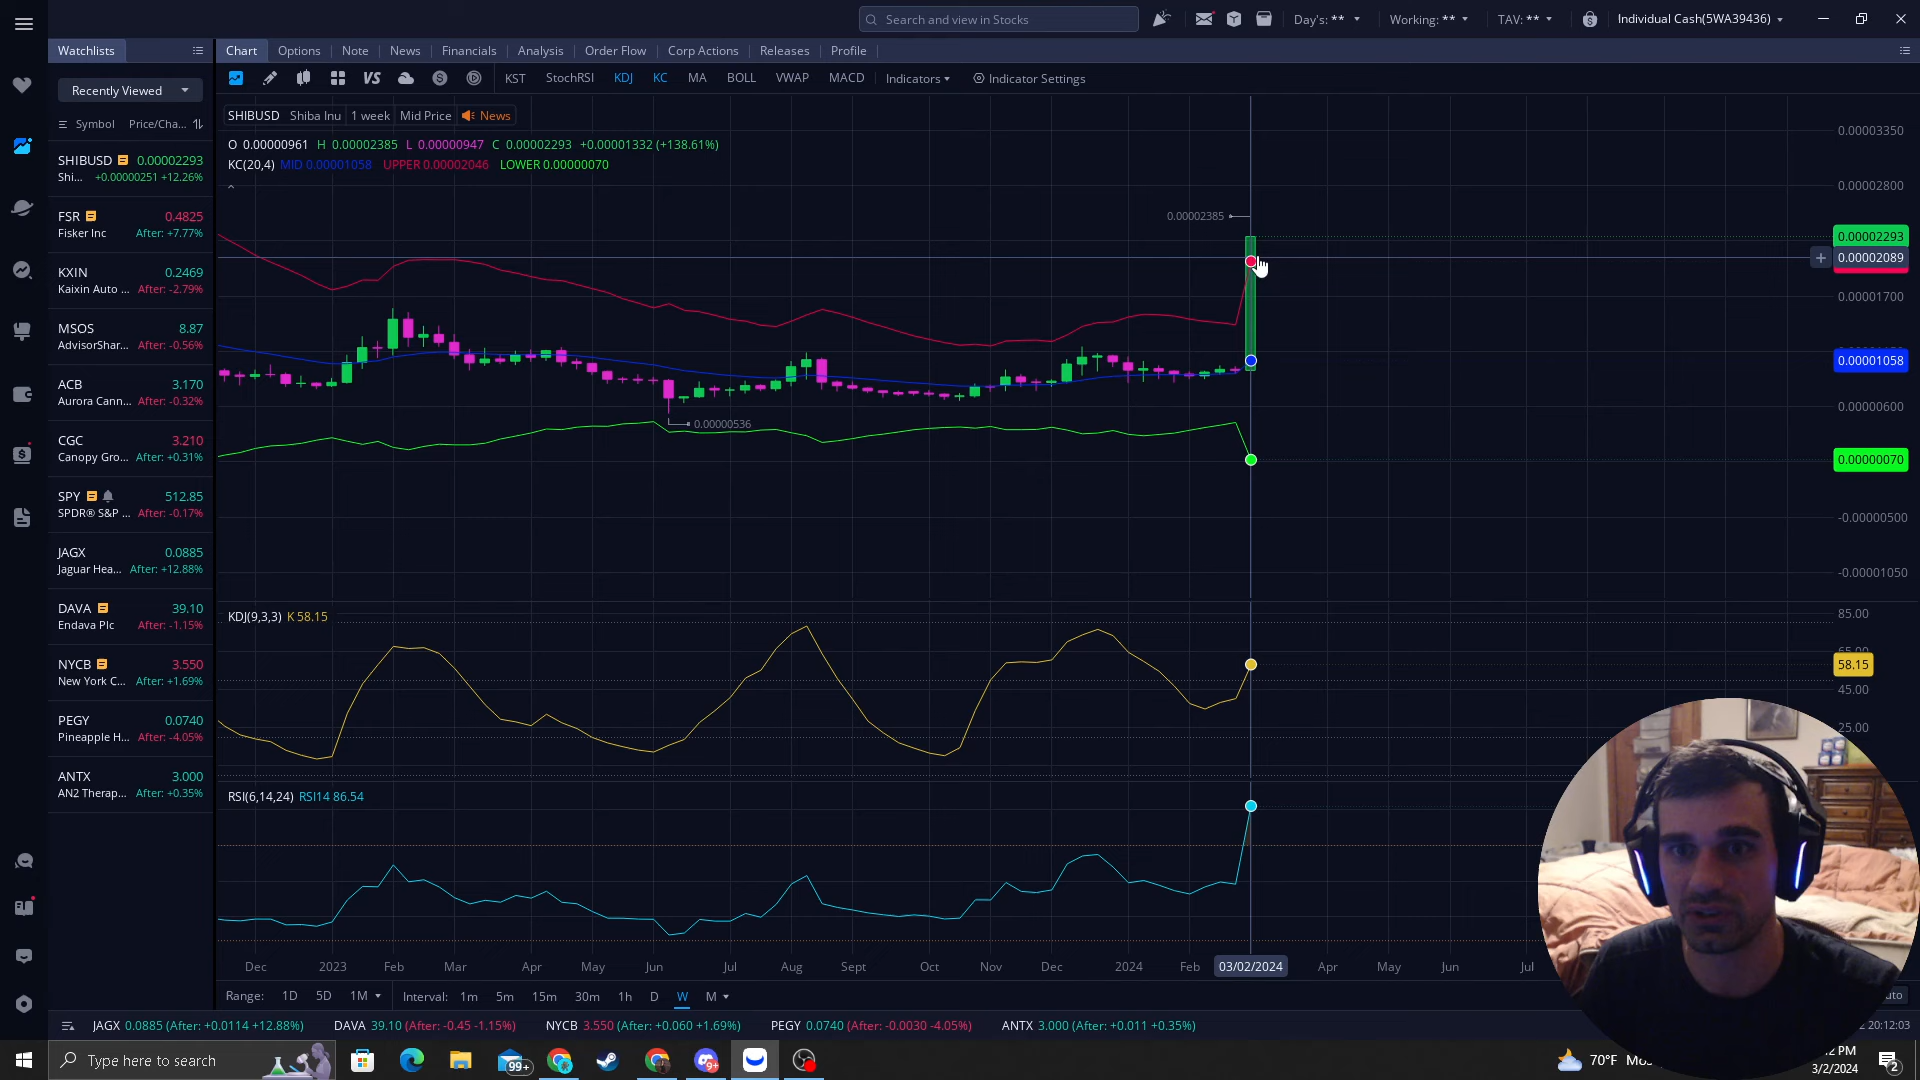 Search and view in Stocks
Day's: **
Working: **
TAV: **
Individual Cash(5WA39436)
Watchlists
Chart Options Note News Financials Analysis Order Flow Corp Actions Releases Profile
Recently Viewed
VS
KST StochRSI KDJ KC MA BOLL VWAP MACD Indicators Indicator Settings
Symbol Price/Cha...
SHIBUSD Shiba Inu 1 week Mid Price News
O 0.00000961 H 0.00002385 L 0.00000947 C 0.00002293 +0.00001332 (+138.61%)
KC(20,4) MID 0.00001058 UPPER 0.00002046 LOWER 0.00000070
SHIBUSD 0.00002293
Shi... +0.00000251 +12.26%
FSR 0.4825
Fisker Inc After: +7.77%
KXIN 0.2469
Kaixin Auto ... After: -2.79%
MSOS 8.87
AdvisorShar... After: -0.56%
ACB 3.170
Aurora Cann... After: -0.32%
CGC 3.210
Canopy Gro... After: +0.31%
SPY 512.85
SPDR® S&P ... After: -0.17%
JAGX 0.0885
Jaguar Hea... After: +12.88%
DAVA 39.10
Endava Plc After: -1.15%
NYCB 3.550
New York C... After: +1.69%
PEGY 0.0740
Pineapple H... After: -4.05%
ANTX 3.000
AN2 Therap... After: +0.35%
0.00002385
0.00000536
0.00003350
0.00002800
0.00002293
0.00002089
0.00001700
0.00001058
0.00000600
0.00000070
-0.00000500
-0.00001050
KDJ(9,3,3) K 58.15
85.00
58.15
45.00
25.00
RSI(6,14,24) RSI14 86.54
Dec 2023 Feb Mar Apr May Jun Jul Aug Sept Oct Nov Dec 2024 Feb 03/02/2024 Apr May Jun Jul
Range: 1D 5D 1M Interval: 1m 5m 15m 30m 1h D W M
JAGX 0.0885 (After: +0.0114 +12.88%) DAVA 39.10 (After: -0.45 -1.15%) NYCB 3.550 (After: +0.060 +1.69%) PEGY 0.0740 (After: -0.0030 -4.05%) ANTX 3.000 (After: +0.011 +0.35%)
20:12:03
Type here to search
99+
9+
70°F
PM
3/2/2024
2